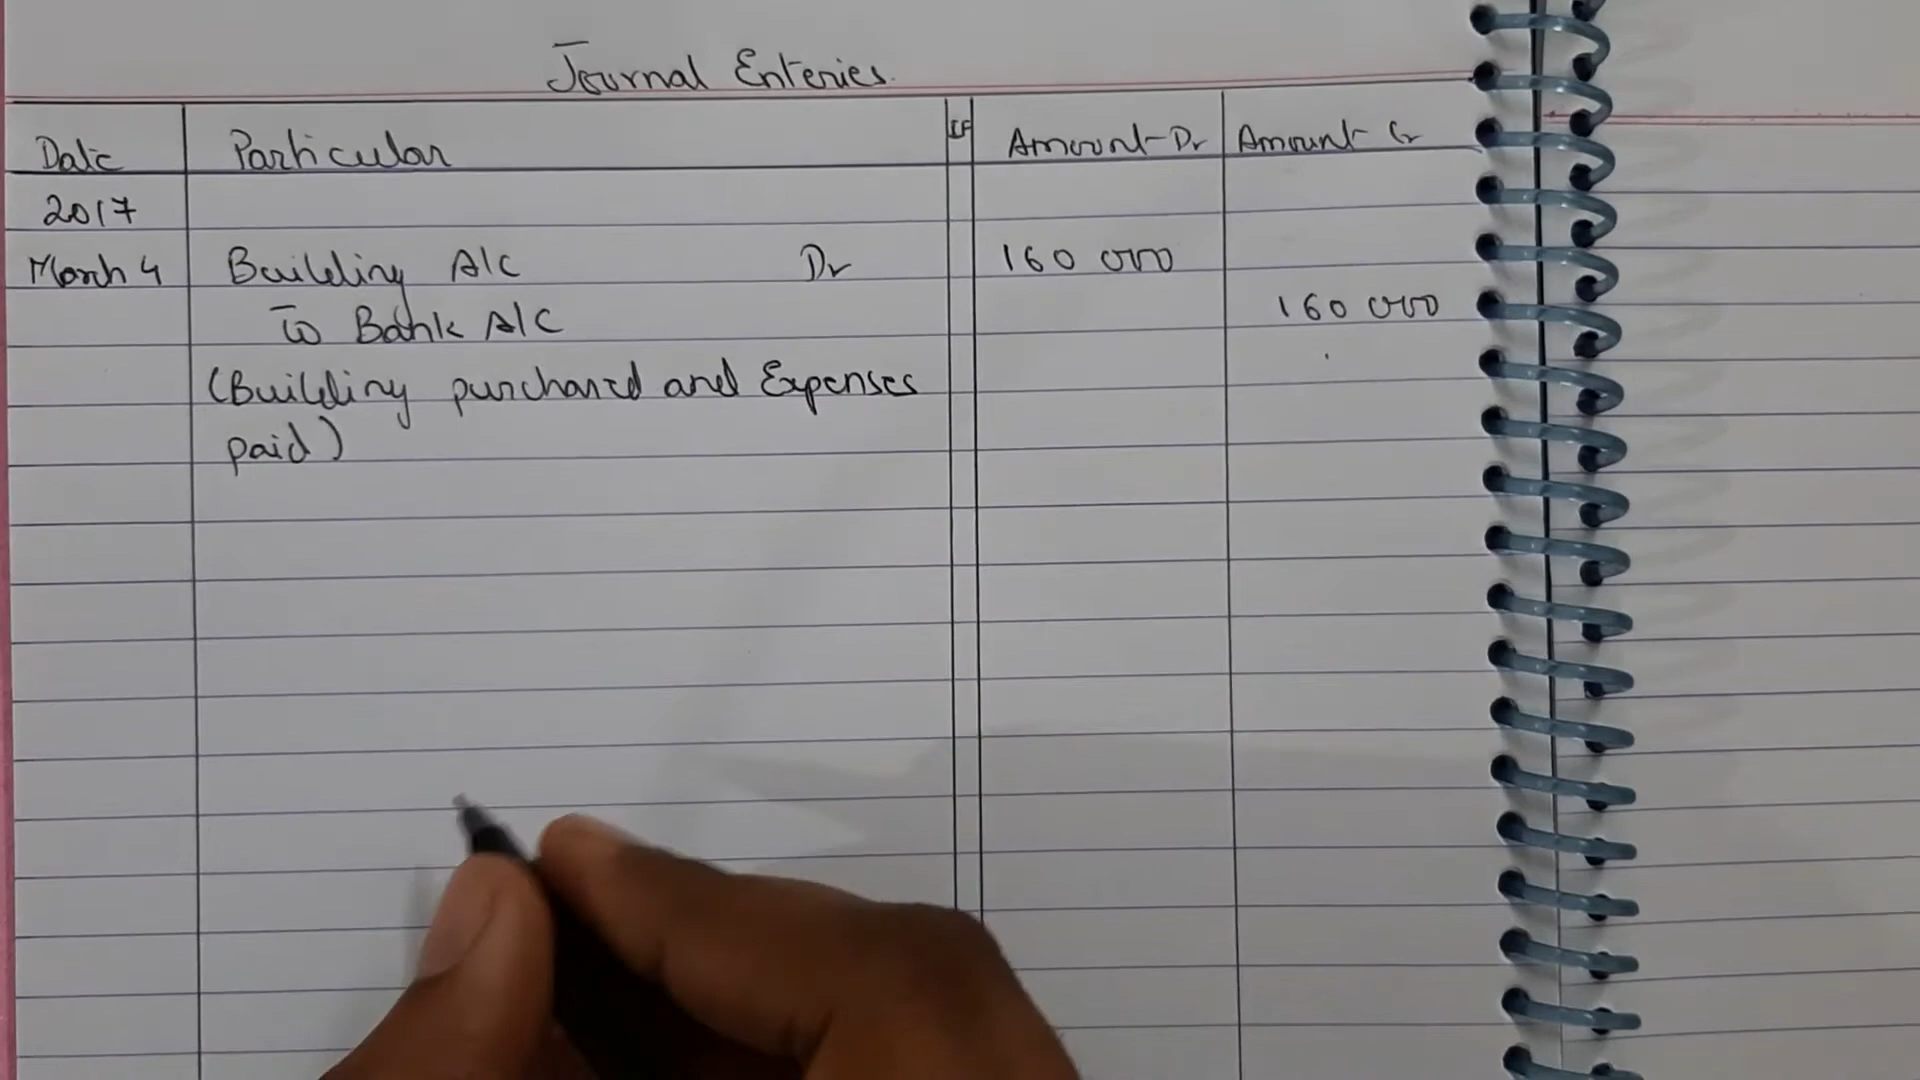 Journal Enteries.
Date Particular LF Amount Dr Amount Cr
2017
March 4 Building A/C Dr 160 000
To Bank A/C 160 000
(Building purchased and Expenses
paid)